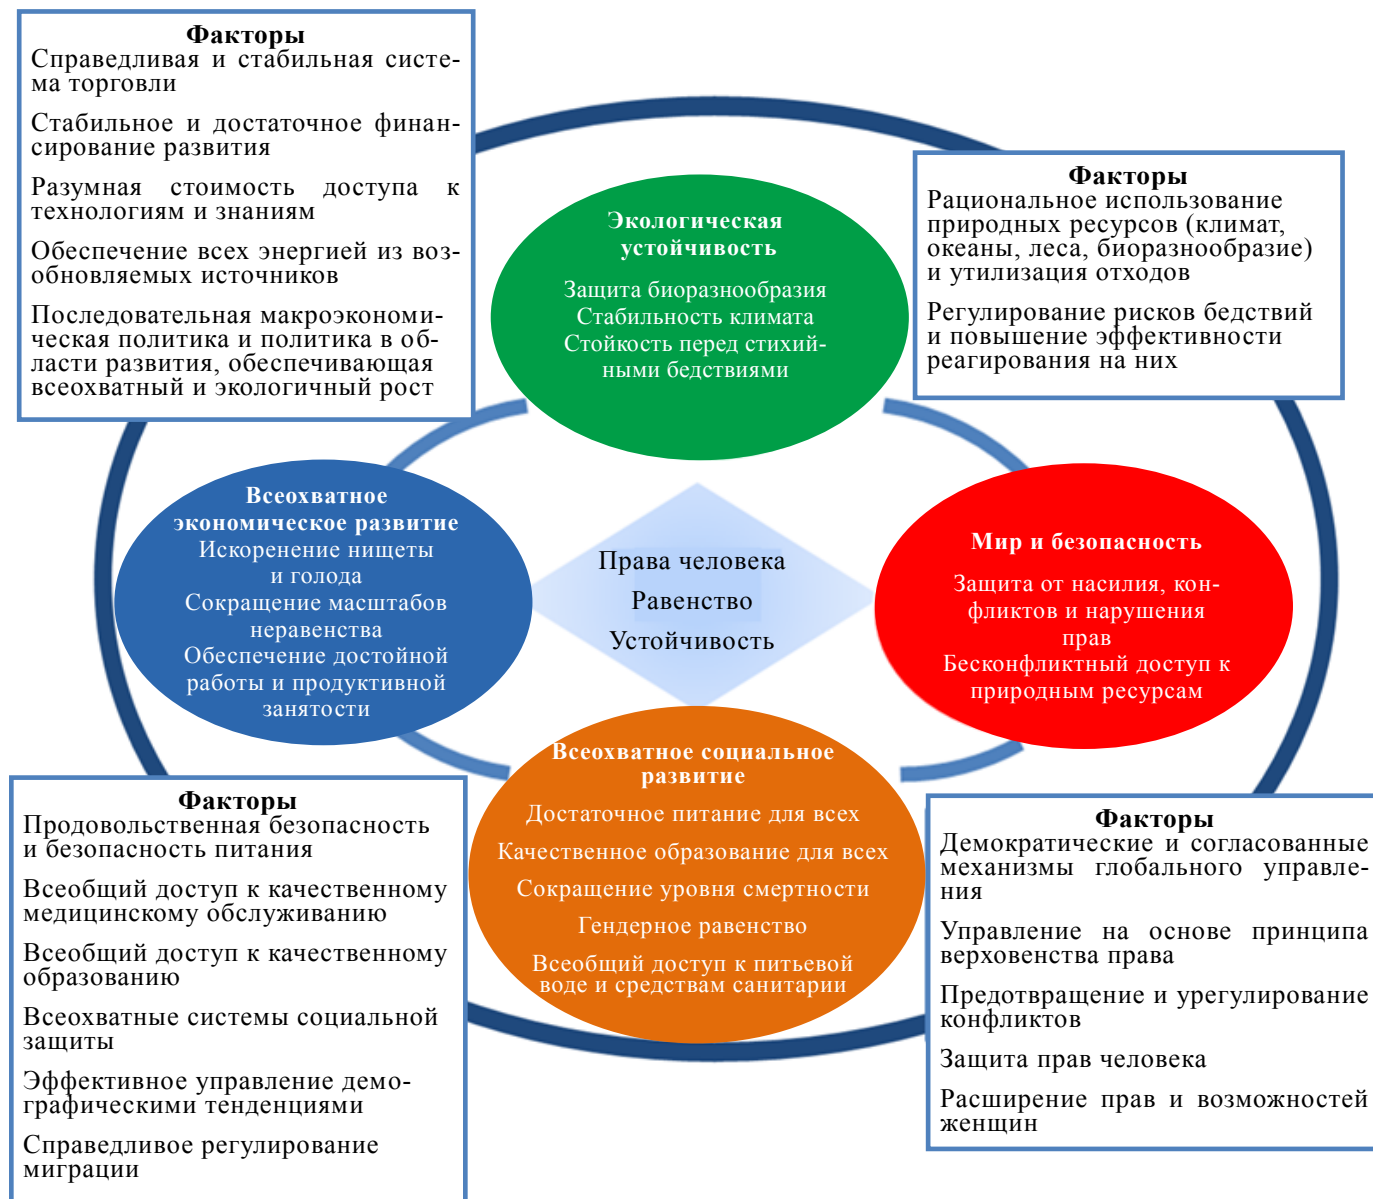 Факторы
Справедливая и стабильная систе-
ма торговли
Стабильное и достаточное финан-
сирование развития
Разумная стоимость доступа к
технологиям и знаниям
Обеспечение всех энергией из воз-
обновляемых источников
Последовательная макроэкономи-
ческая политика и политика в об-
ласти развития, обеспечивающая
всеохватный и экологичный рост
Факторы
Рациональное использование
природных ресурсов (климат,
океаны, леса, биоразнообразие)
и утилизация отходов
Регулирование рисков бедствий
и повышение эффективности
реагирования на них
Экологическая
устойчивость
Защита биоразнообразия
Стабильность климата
Стойкость перед стихий-
ными бедствиями
Всеохватное
экономическое развитие
Искоренение нищеты
и голода
Сокращение масштабов
неравенства
Обеспечение достойной
работы и продуктивной
занятости
Права человека
Равенство
Устойчивость
Мир и безопасность
Защита от насилия, кон-
фликтов и нарушения
прав
Бесконфликтный доступ к
природным ресурсам
Всеохватное социальное
развитие
Достаточное питание для всех
Качественное образование для всех
Сокращение уровня смертности
Гендерное равенство
Всеобщий доступ к питьевой
воде и средствам санитарии
Факторы
Продовольственная безопасность
и безопасность питания
Всеобщий доступ к качественному
медицинскому обслуживанию
Всеобщий доступ к качественному
образованию
Всеохватные системы социальной
защиты
Эффективное управление демо-
графическими тенденциями
Справедливое регулирование
миграции
Факторы
Демократические и согласованные
механизмы глобального управле-
ния
Управление на основе принципа
верховенства права
Предотвращение и урегулирование
конфликтов
Защита прав человека
Расширение прав и возможностей
женщин